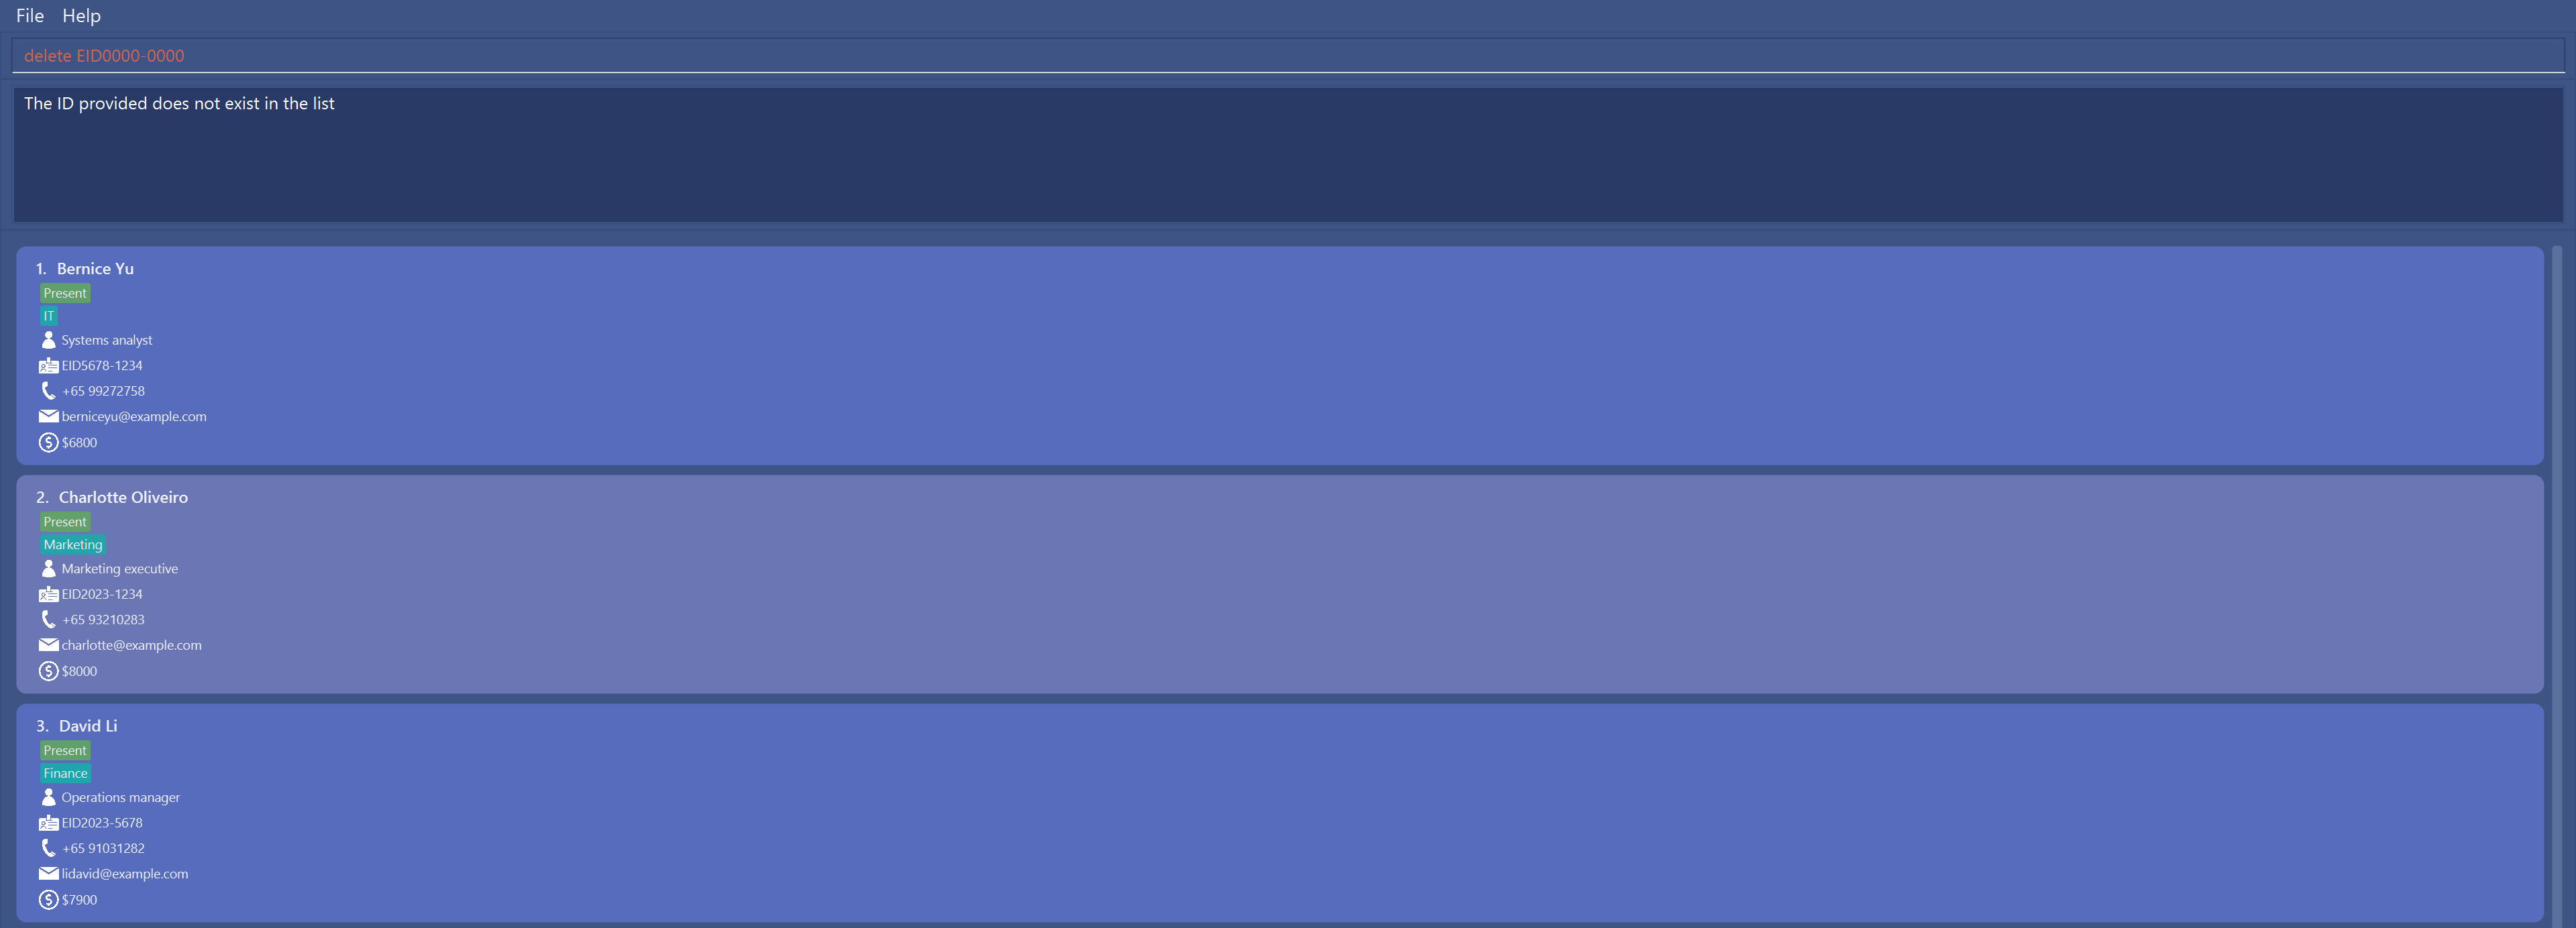 File Help
delete EID0000-0000
The ID provided does not exist in the list
1. Bernice Yu
Present
IT
Systems analyst
EID5678-1234
+65 99272758
berniceyu@example.com
$6800
2. Charlotte Oliveiro
Present
Marketing
Marketing executive
EID2023-1234
+65 93210283
charlotte@example.com
$8000
3. David Li
Present
Finance
Operations manager
EID2023-5678
+65 91031282
lidavid@example.com
$7900